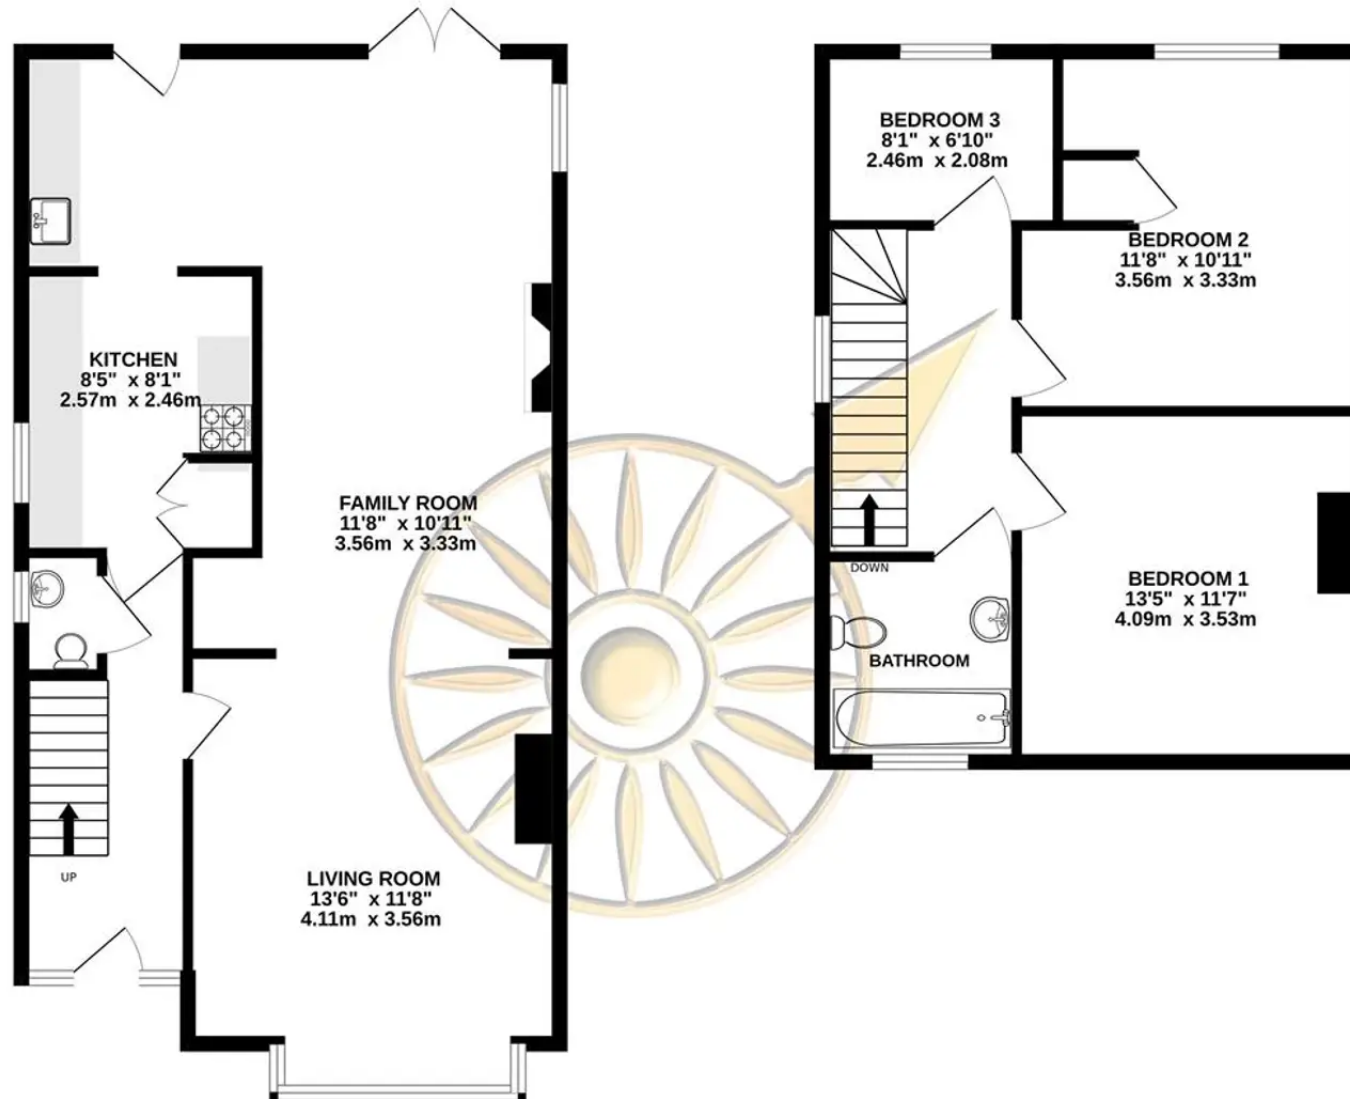 KITCHEN
8'5" x 8'1"
2.57m x 2.46m
FAMILY ROOM
11'8" x 10'11"
3.56m x 3.33m
LIVING ROOM
13'6" x 11'8"
4.11m x 3.56m
UP
BEDROOM 3
8'1" x 6'10"
2.46m x 2.08m
BEDROOM 2
11'8" x 10'11"
3.56m x 3.33m
DOWN
BATHROOM
BEDROOM 1
13'5" x 11'7"
4.09m x 3.53m